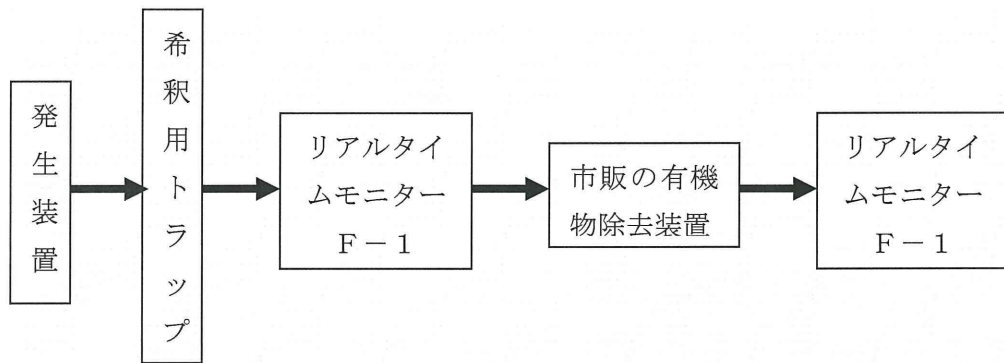 発生装置
希釈用トラップ
リアルタイ
ムモニター
F－1
市販の有機
物除去装置
リアルタイ
ムモニター
F－1